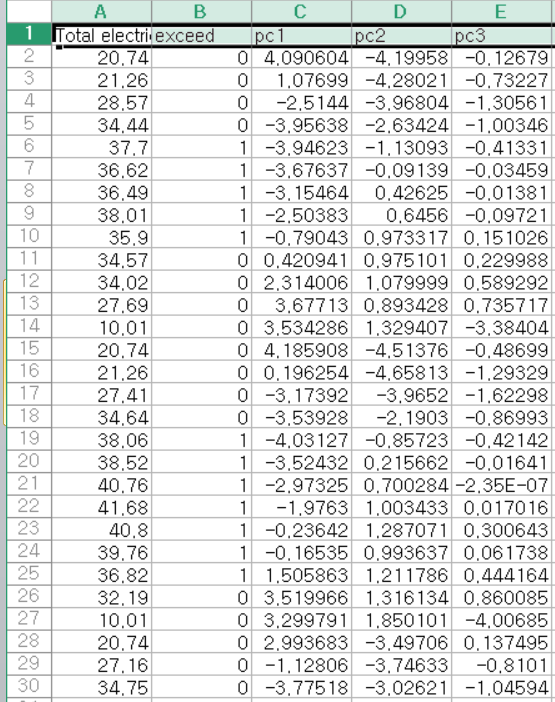 A B C D E
1 Total electri exceed pc1 pc2 pc3
2 20.74 0 4.090604 -4.19958 -0.12679
3 21.26 0 1.07699 -4.28021 -0.73227
4 28.57 0 -2.5144 -3.96804 -1.30561
5 34.44 0 -3.95638 -2.63424 -1.00346
6 37.7 1 -3.94623 -1.13093 -0.41331
7 36.62 1 -3.67637 -0.09139 -0.03459
8 36.49 1 -3.15464 0.42625 -0.01381
9 38.01 1 -2.50383 0.6456 -0.09721
10 35.9 1 -0.79043 0.973317 0.151026
11 34.57 0 0.420941 0.975101 0.229988
12 34.02 0 2.314006 1.079999 0.589292
13 27.69 0 3.67713 0.893428 0.735717
14 10.01 0 3.534286 1.329407 -3.38404
15 20.74 0 4.185908 -4.51376 -0.48699
16 21.26 0 0.196254 -4.65813 -1.29329
17 27.41 0 -3.17392 -3.9652 -1.62298
18 34.64 0 -3.53928 -2.1903 -0.86993
19 38.06 1 -4.03127 -0.85723 -0.42142
20 38.52 1 -3.52432 0.215662 -0.01641
21 40.76 1 -2.97325 0.700284 -2.35E-07
22 41.68 1 -1.9763 1.003433 0.017016
23 40.8 1 -0.23642 1.287071 0.300643
24 39.76 1 -0.16535 0.993637 0.061738
25 36.82 1 1.505863 1.211786 0.444164
26 32.19 0 3.519966 1.316134 0.860085
27 10.01 0 3.299791 1.850101 -4.00685
28 20.74 0 2.993683 -3.49706 0.137495
29 27.16 0 -1.12806 -3.74633 -0.8101
30 34.75 0 -3.77518 -3.02621 -1.04594